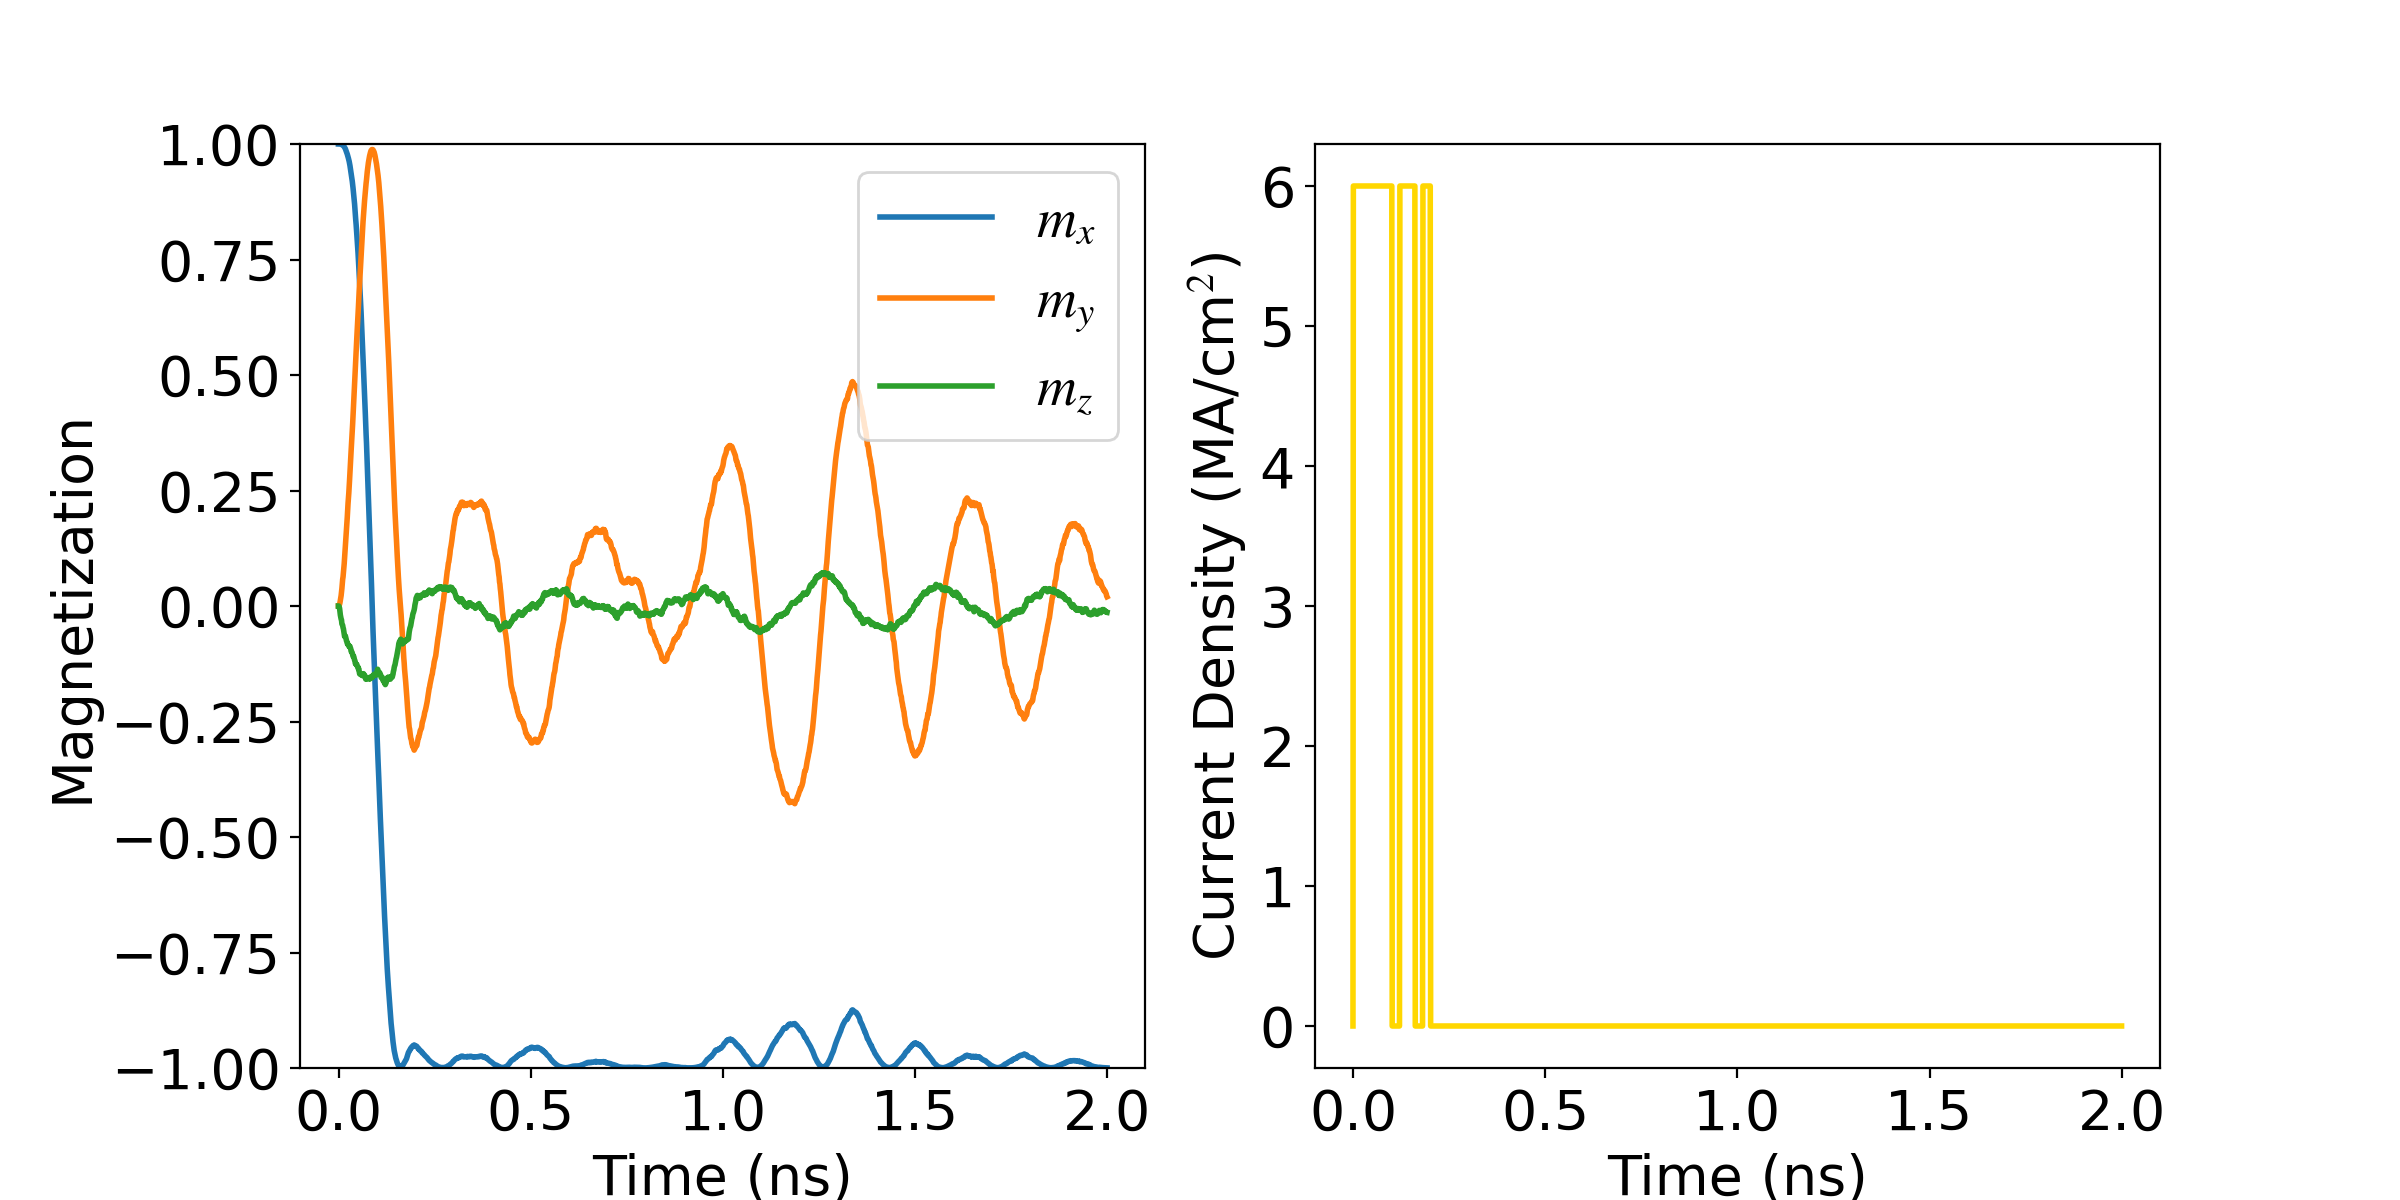 Magnetization
1.00
0.75
0.50
0.25
0.00
−0.25
−0.50
−0.75
−1.00
0.0 0.5 1.0 1.5 2.0
Time (ns)
m_x
m_y
m_z
Current Density (MA/cm²)
6
5
4
3
2
1
0
0.0 0.5 1.0 1.5 2.0
Time (ns)